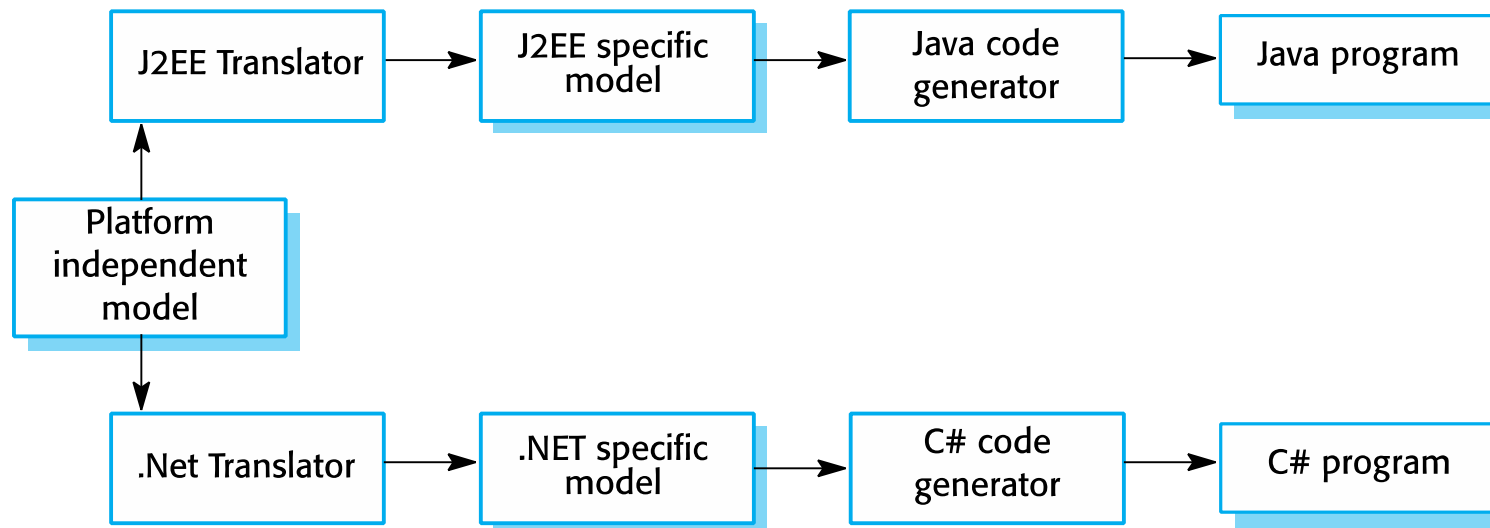 J2EE Translator
J2EE specific
model
Java code
generator
Java program
Platform
independent
model
.Net Translator
.NET specific
model
C# code
generator
C# program